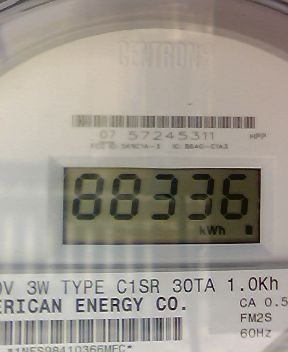 CENTRON®
07 57245311 MPP
88336
kWh
0V 3W TYPE C1SR 30TA 1.0Kh
ERICAN ENERGY CO.
CA 0.5
FM2S
60Hz